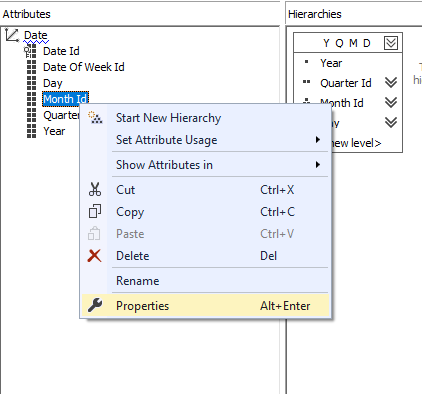 Attributes
Hierarchies
Date
Date Id
Date Of Week Id
Day
Month Id
Quarter
Year
Start New Hierarchy
Set Attribute Usage
Show Attributes in
Cut Ctrl+X
Copy Ctrl+C
Paste Ctrl+V
Delete Del
Rename
Properties Alt+Enter
Y Q M D
Year
Quarter Id
Month Id
ay
new level>
hi